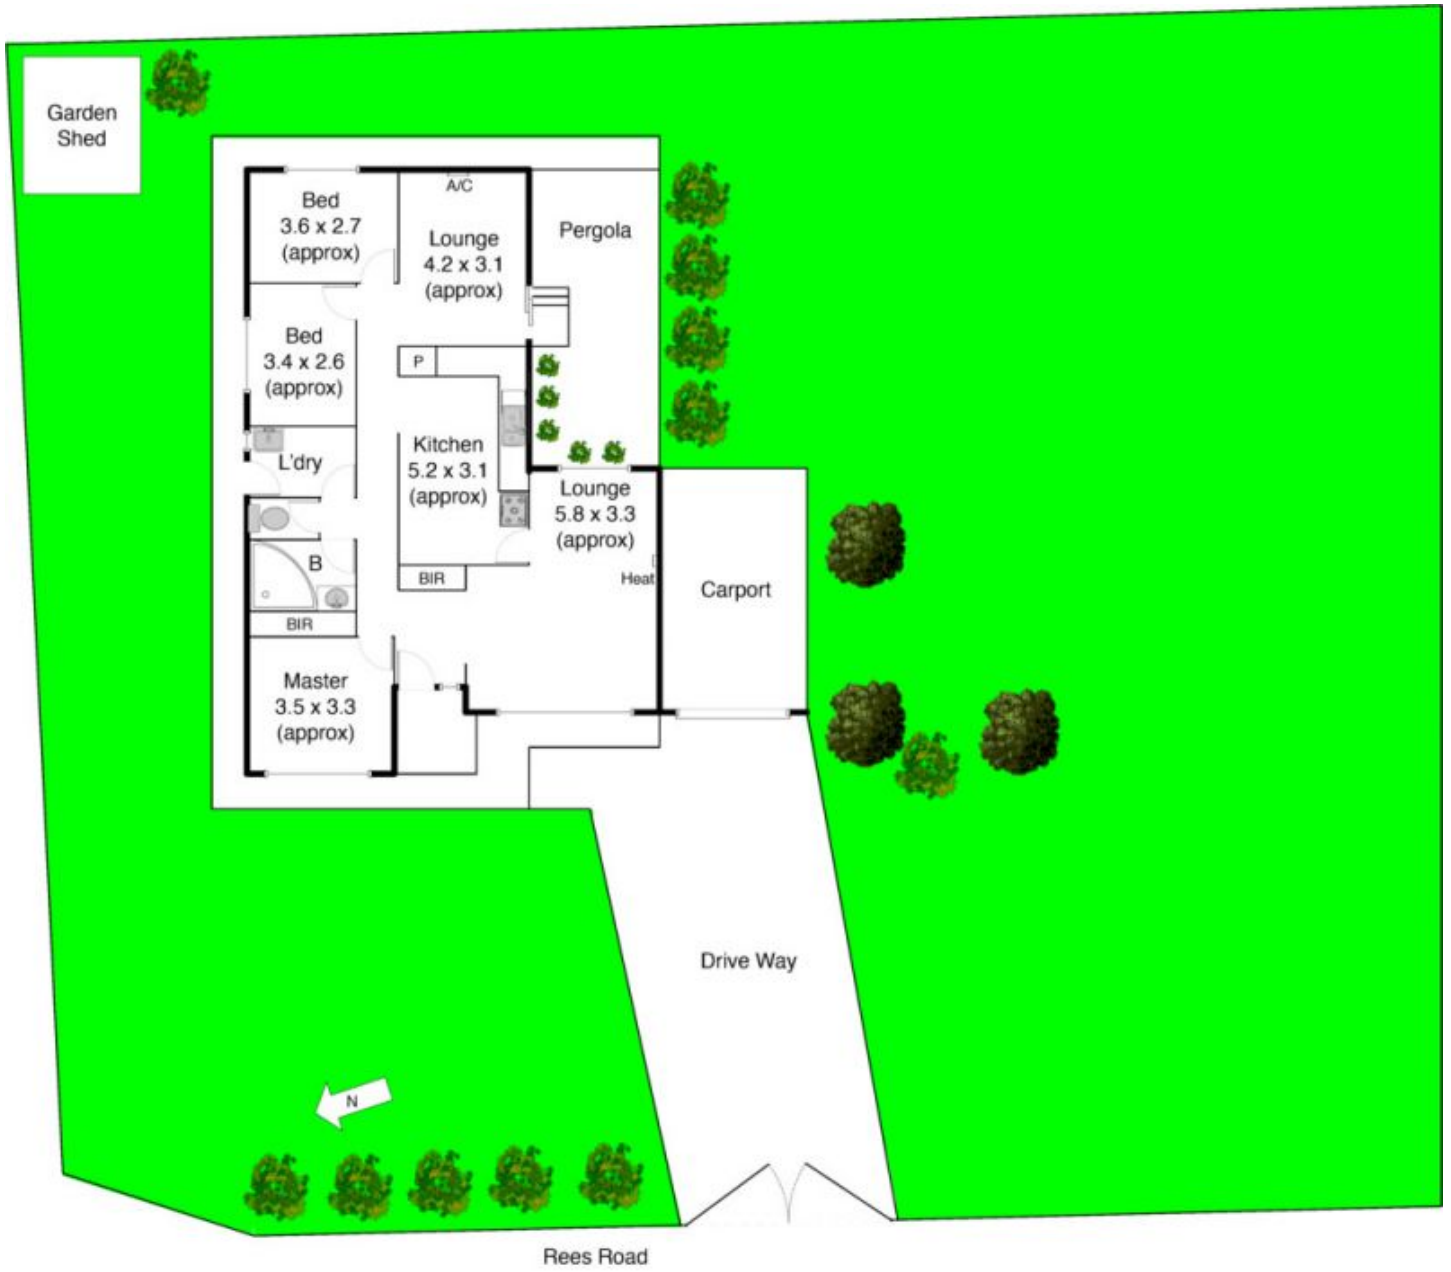 Garden
Shed
A/C
Bed
3.6 x 2.7
(approx)
Lounge
4.2 x 3.1
(approx)
Pergola
Bed
3.4 x 2.6
(approx)
P
L'dry
Kitchen
5.2 x 3.1
(approx)
Lounge
5.8 x 3.3
(approx)
B
BIR
Heat
Carport
BIR
Master
3.5 x 3.3
(approx)
Drive Way
N
Rees Road